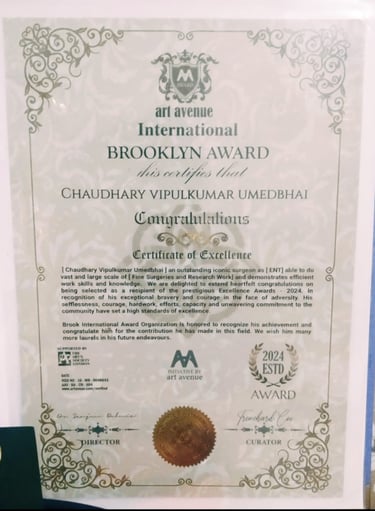 art avenue
International
BROOKLYN AWARD
this certifies that
CHAUDHARY VIPULKUMAR UMEDBHAI
Congratulations
Certificate of Excellence
[ Chaudhary Vipulkumar Umedbhai ] an outstanding iconic surgeon as [ ENT] able to do
vast and large scale of [ Fine Surgeries and Research Work] and demonstrates efficient
work skills and knowledge. We are delighted to extend heartfelt congratulations on
being selected as a recipient of the prestigious Excellence Awards - 2024. In
recognition of his exceptional bravery and courage in the face of adversity. His
selflessness, courage, hardwork, efforts, capacity and unwavering commitment to the
community have set a high standards of excellence.
Brook International Award Organization is honored to recognize his achievement and
congratulate him for the contribution he has made in this field. We wish him many
more laurels in his future endeavours.
SUPPORTED BY
DATE
INITIATIVE BY
art avenue
2024
ESTD
AWARD
DIRECTOR
CURATOR